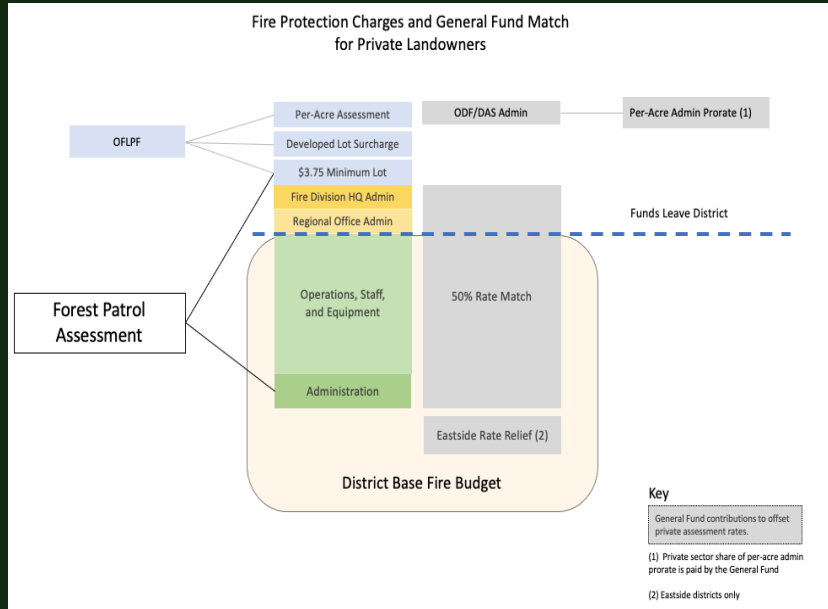 Fire Protection Charges and General Fund Match
for Private Landowners
OFLPF
Per-Acre Assessment
Developed Lot Surcharge
$3.75 Minimum Lot
Fire Division HQ Admin
Regional Office Admin
ODF/DAS Admin
Per-Acre Admin Prorate (1)
Funds Leave District
Forest Patrol
Assessment
Operations, Staff,
and Equipment
50% Rate Match
Administration
Eastside Rate Relief (2)
District Base Fire Budget
Key
General Fund contributions to offset
private assessment rates.
(1) Private sector share of per-acre admin
prorate is paid by the General Fund
(2) Eastside districts only